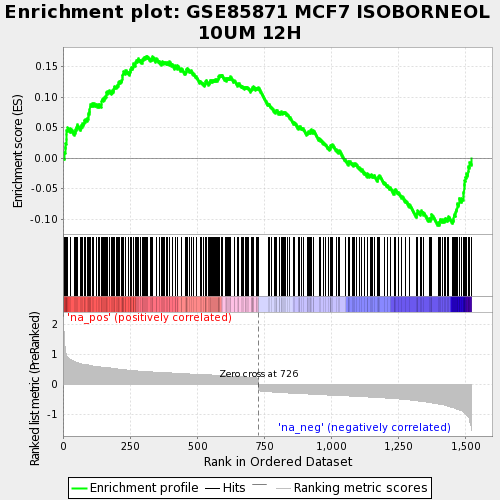 Enrichment plot: GSE85871 MCF7 ISOBORNEOL
10UM 12H
Enrichment score (ES)
0.15
0.10
0.05
0.00
-0.05
-0.10
'na_pos' (positively correlated)
Ranked list metric (PreRanked)
2
1
0
-1
Zero cross at 726
'na_neg' (negatively correlated)
0
250
500
750
1,000
1,250
1,500
Rank in Ordered Dataset
Enrichment profile
Hits
Ranking metric scores